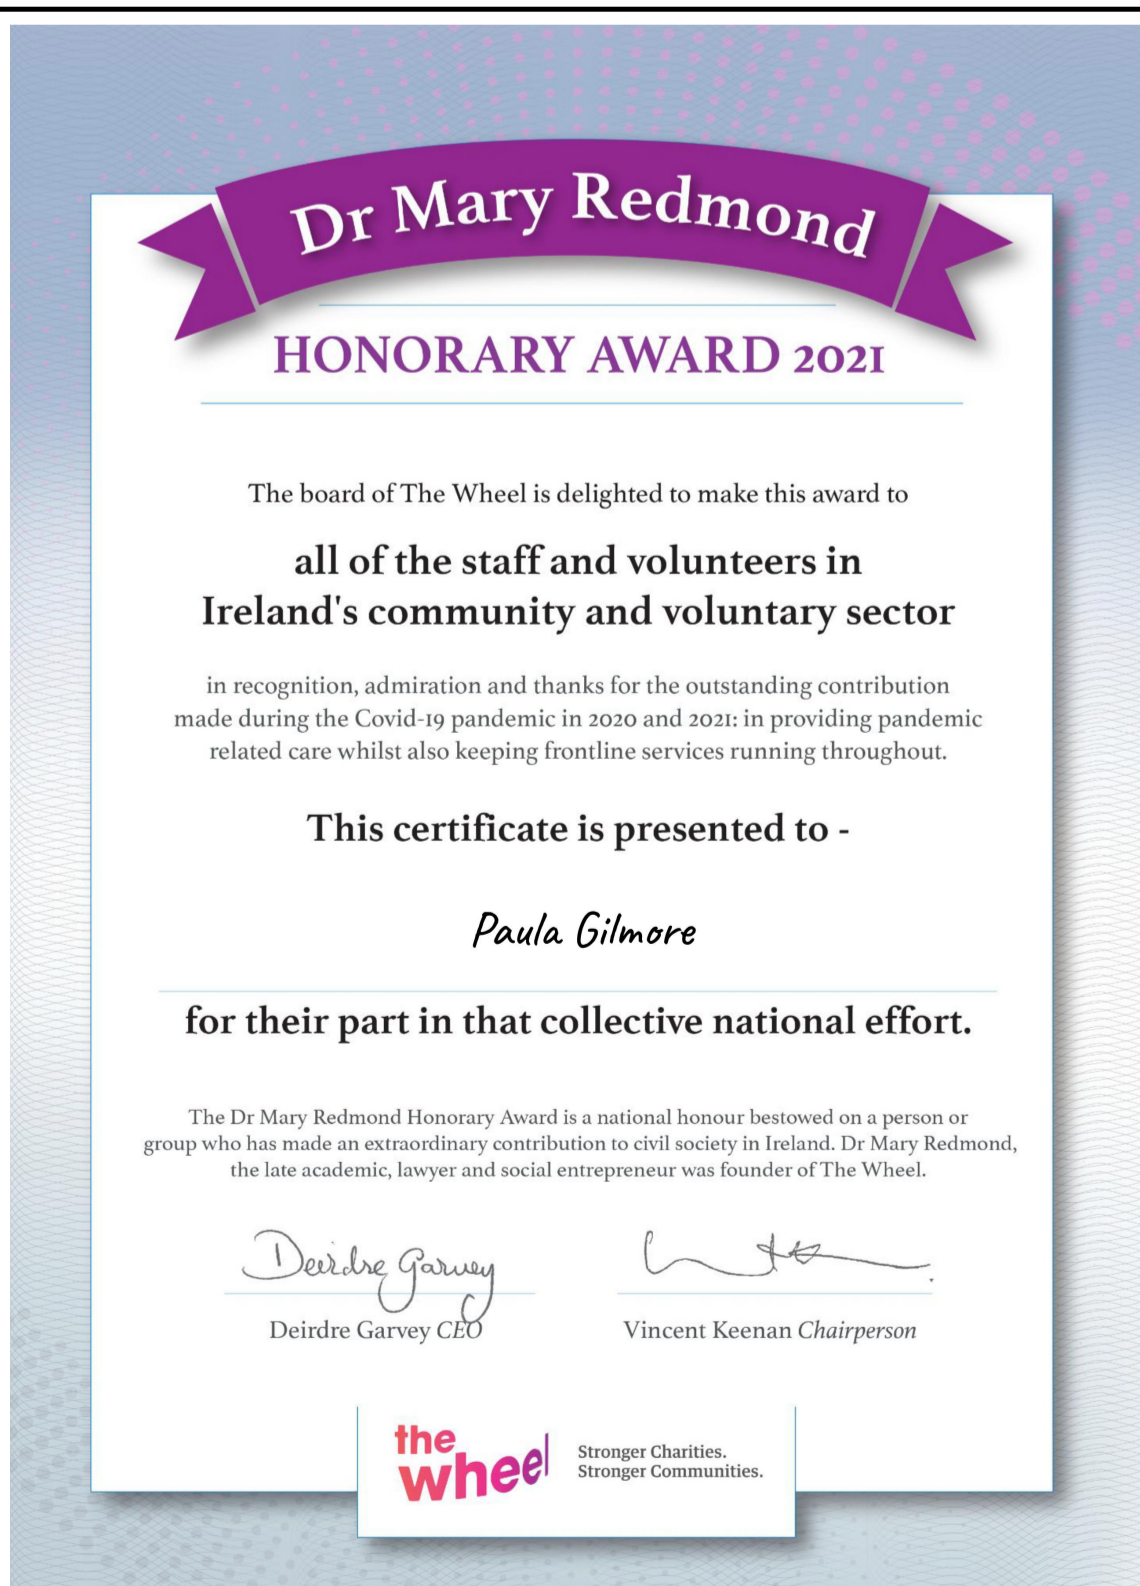 Dr Mary Redmond
HONORARY AWARD 2021
The board of The Wheel is delighted to make this award to
all of the staff and volunteers in
Ireland's community and voluntary sector
in recognition, admiration and thanks for the outstanding contribution
made during the Covid-19 pandemic in 2020 and 2021: in providing pandemic
related care whilst also keeping frontline services running throughout.
This certificate is presented to -
Paula Gilmore
for their part in that collective national effort.
The Dr Mary Redmond Honorary Award is a national honour bestowed on a person or
group who has made an extraordinary contribution to civil society in Ireland. Dr Mary Redmond,
the late academic, lawyer and social entrepreneur was founder of The Wheel.
Deirdre Garvey
Deirdre Garvey CEO
Vincent Keenan Chairperson
the
wheel
Stronger Charities.
Stronger Communities.